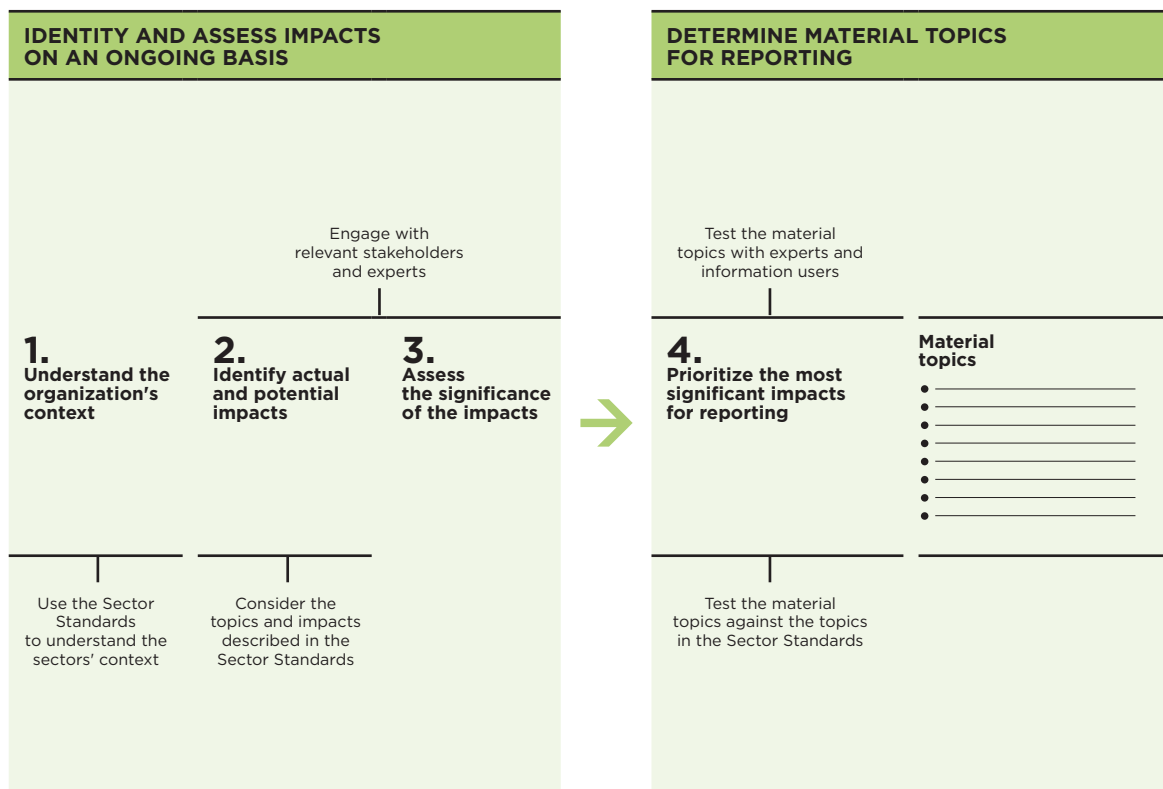 IDENTITY AND ASSESS IMPACTS
ON AN ONGOING BASIS
Engage with
relevant stakeholders
and experts
1.
Understand the
organization's
context
2.
Identify actual
and potential
impacts
3.
Assess
the significance
of the impacts
Use the Sector
Standards
to understand the
sectors' context
Consider the
topics and impacts
described in the
Sector Standards
DETERMINE MATERIAL TOPICS
FOR REPORTING
Test the material
topics with experts and
information users
4.
Prioritize the most
significant impacts
for reporting
Material
topics
Test the material
topics against the topics
in the Sector Standards